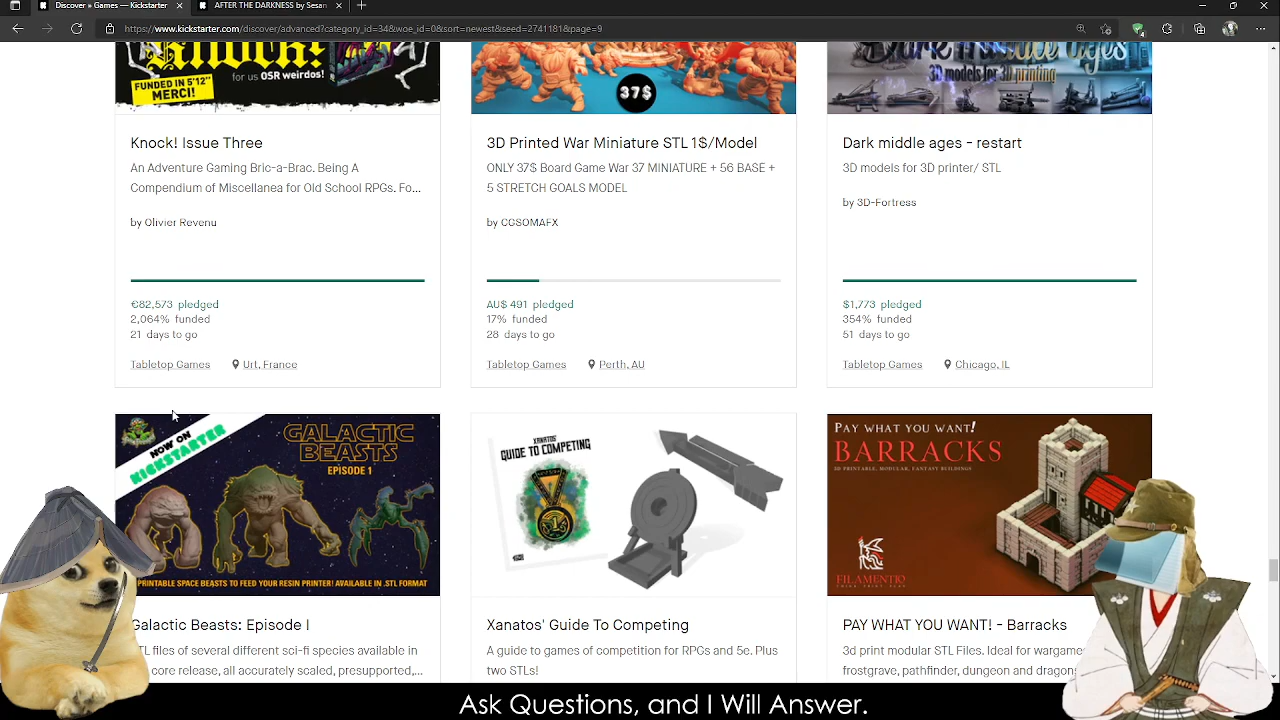 Discover Games — Kickstarter
AFTER THE DARKNESS by Sean
https://www.kickstarter.com/discover/advanced?category_id=34&woe_id=0&sort=newest&seed=2741181&page=9
KNOCK!
for us OSR weirdos!
FUNDED IN 5'12"
MERCI!
37$
middle ages
3D models for 3D printing
Knock! Issue Three
An Adventure Gaming Bric-a-Brac. Being A
Compendium of Miscellanea for Old School RPGs. Fo...
by Olivier Revenu
€82,573 pledged
2,064% funded
21 days to go
Tabletop Games
Urt, France
3D Printed War Miniature STL 1$/Model
ONLY 37$ Board Game War 37 MINIATURE + 56 BASE +
5 STRETCH GOALS MODEL
by CGSOMAFX
AU$ 491 pledged
17% funded
28 days to go
Tabletop Games
Perth, AU
Dark middle ages - restart
3D models for 3D printer/ STL
by 3D-Fortress
$1,773 pledged
354% funded
51 days to go
Tabletop Games
Chicago, IL
NOW ON
KICKSTARTER
GALACTIC
BEASTS
EPISODE 1
PRINTABLE SPACE BEASTS TO FEED YOUR RESIN PRINTER! AVAILABLE IN .STL FORMAT
Galactic Beasts: Episode I
STL files of several different sci-fi species available in
core release, all accurately scaled, presupported,...
XANATOS'
GUIDE TO COMPETING
Xanatos' Guide To Competing
A guide to games of competition for RPGs and 5e. Plus
two STLs!
PAY WHAT YOU WANT!
BARRACKS
3D PRINTABLE, MODULAR, FANTASY BUILDINGS
FILAMENTIO
THINK. PRINT. PLAY
PAY WHAT YOU WANT! - Barracks
3d print modular STL Files. Ideal for wargames
frostgrave, pathfinder, dungeon and
Ask Questions, and I Will Answer.